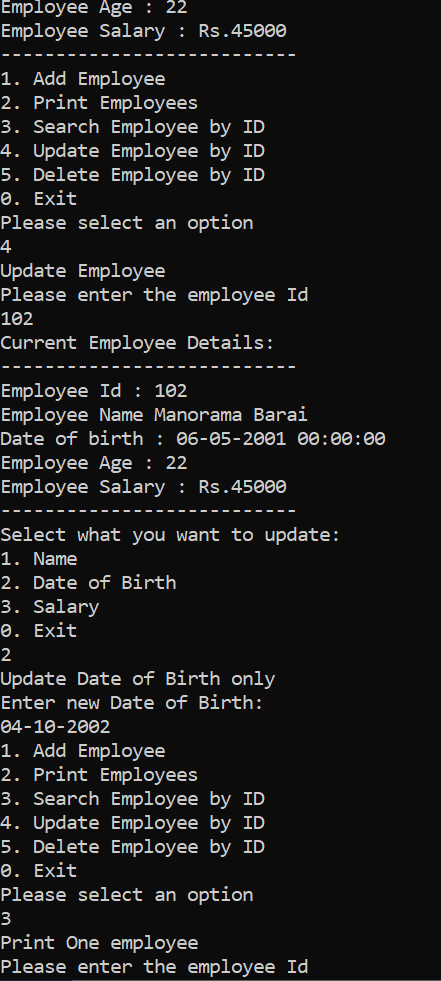 Employee Age : 22
Employee Salary : Rs.45000
---------------------------
1. Add Employee
2. Print Employees
3. Search Employee by ID
4. Update Employee by ID
5. Delete Employee by ID
0. Exit
Please select an option
4
Update Employee
Please enter the employee Id
102
Current Employee Details:
---------------------------
Employee Id : 102
Employee Name Manorama Barai
Date of birth : 06-05-2001 00:00:00
Employee Age : 22
Employee Salary : Rs.45000
---------------------------
Select what you want to update:
1. Name
2. Date of Birth
3. Salary
0. Exit
2
Update Date of Birth only
Enter new Date of Birth:
04-10-2002
1. Add Employee
2. Print Employees
3. Search Employee by ID
4. Update Employee by ID
5. Delete Employee by ID
0. Exit
Please select an option
3
Print One employee
Please enter the employee Id